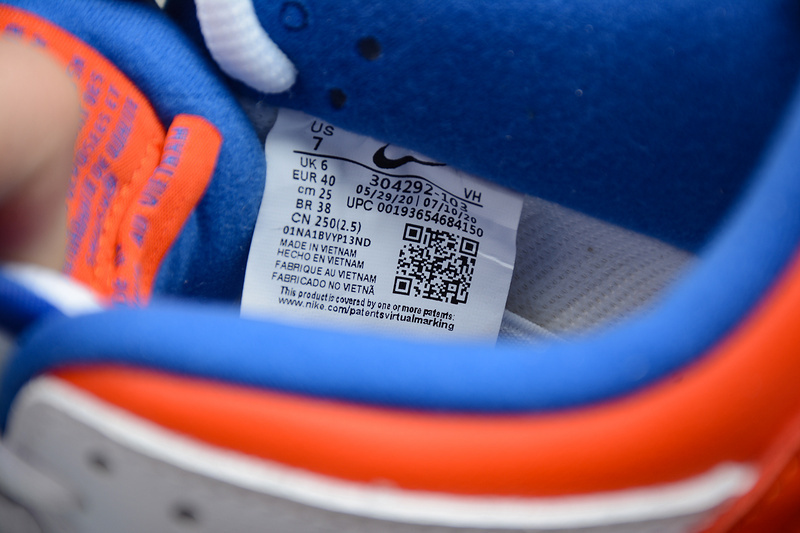 US
7
UK 6
EUR 40
cm 25
BR 38
CN 250(2.5)
01NA1BVYP13ND
304292-103 VH
05/29/20 | 07/10/20
UPC 00193654684150
MADE IN VIETNAM
HECHO EN VIETNAM
FABRIQUE AU VIETNAM
FABRICADO NO VIETNÃ
This product is covered by one or more patents:
www.nike.com/patentsvirtualmarking